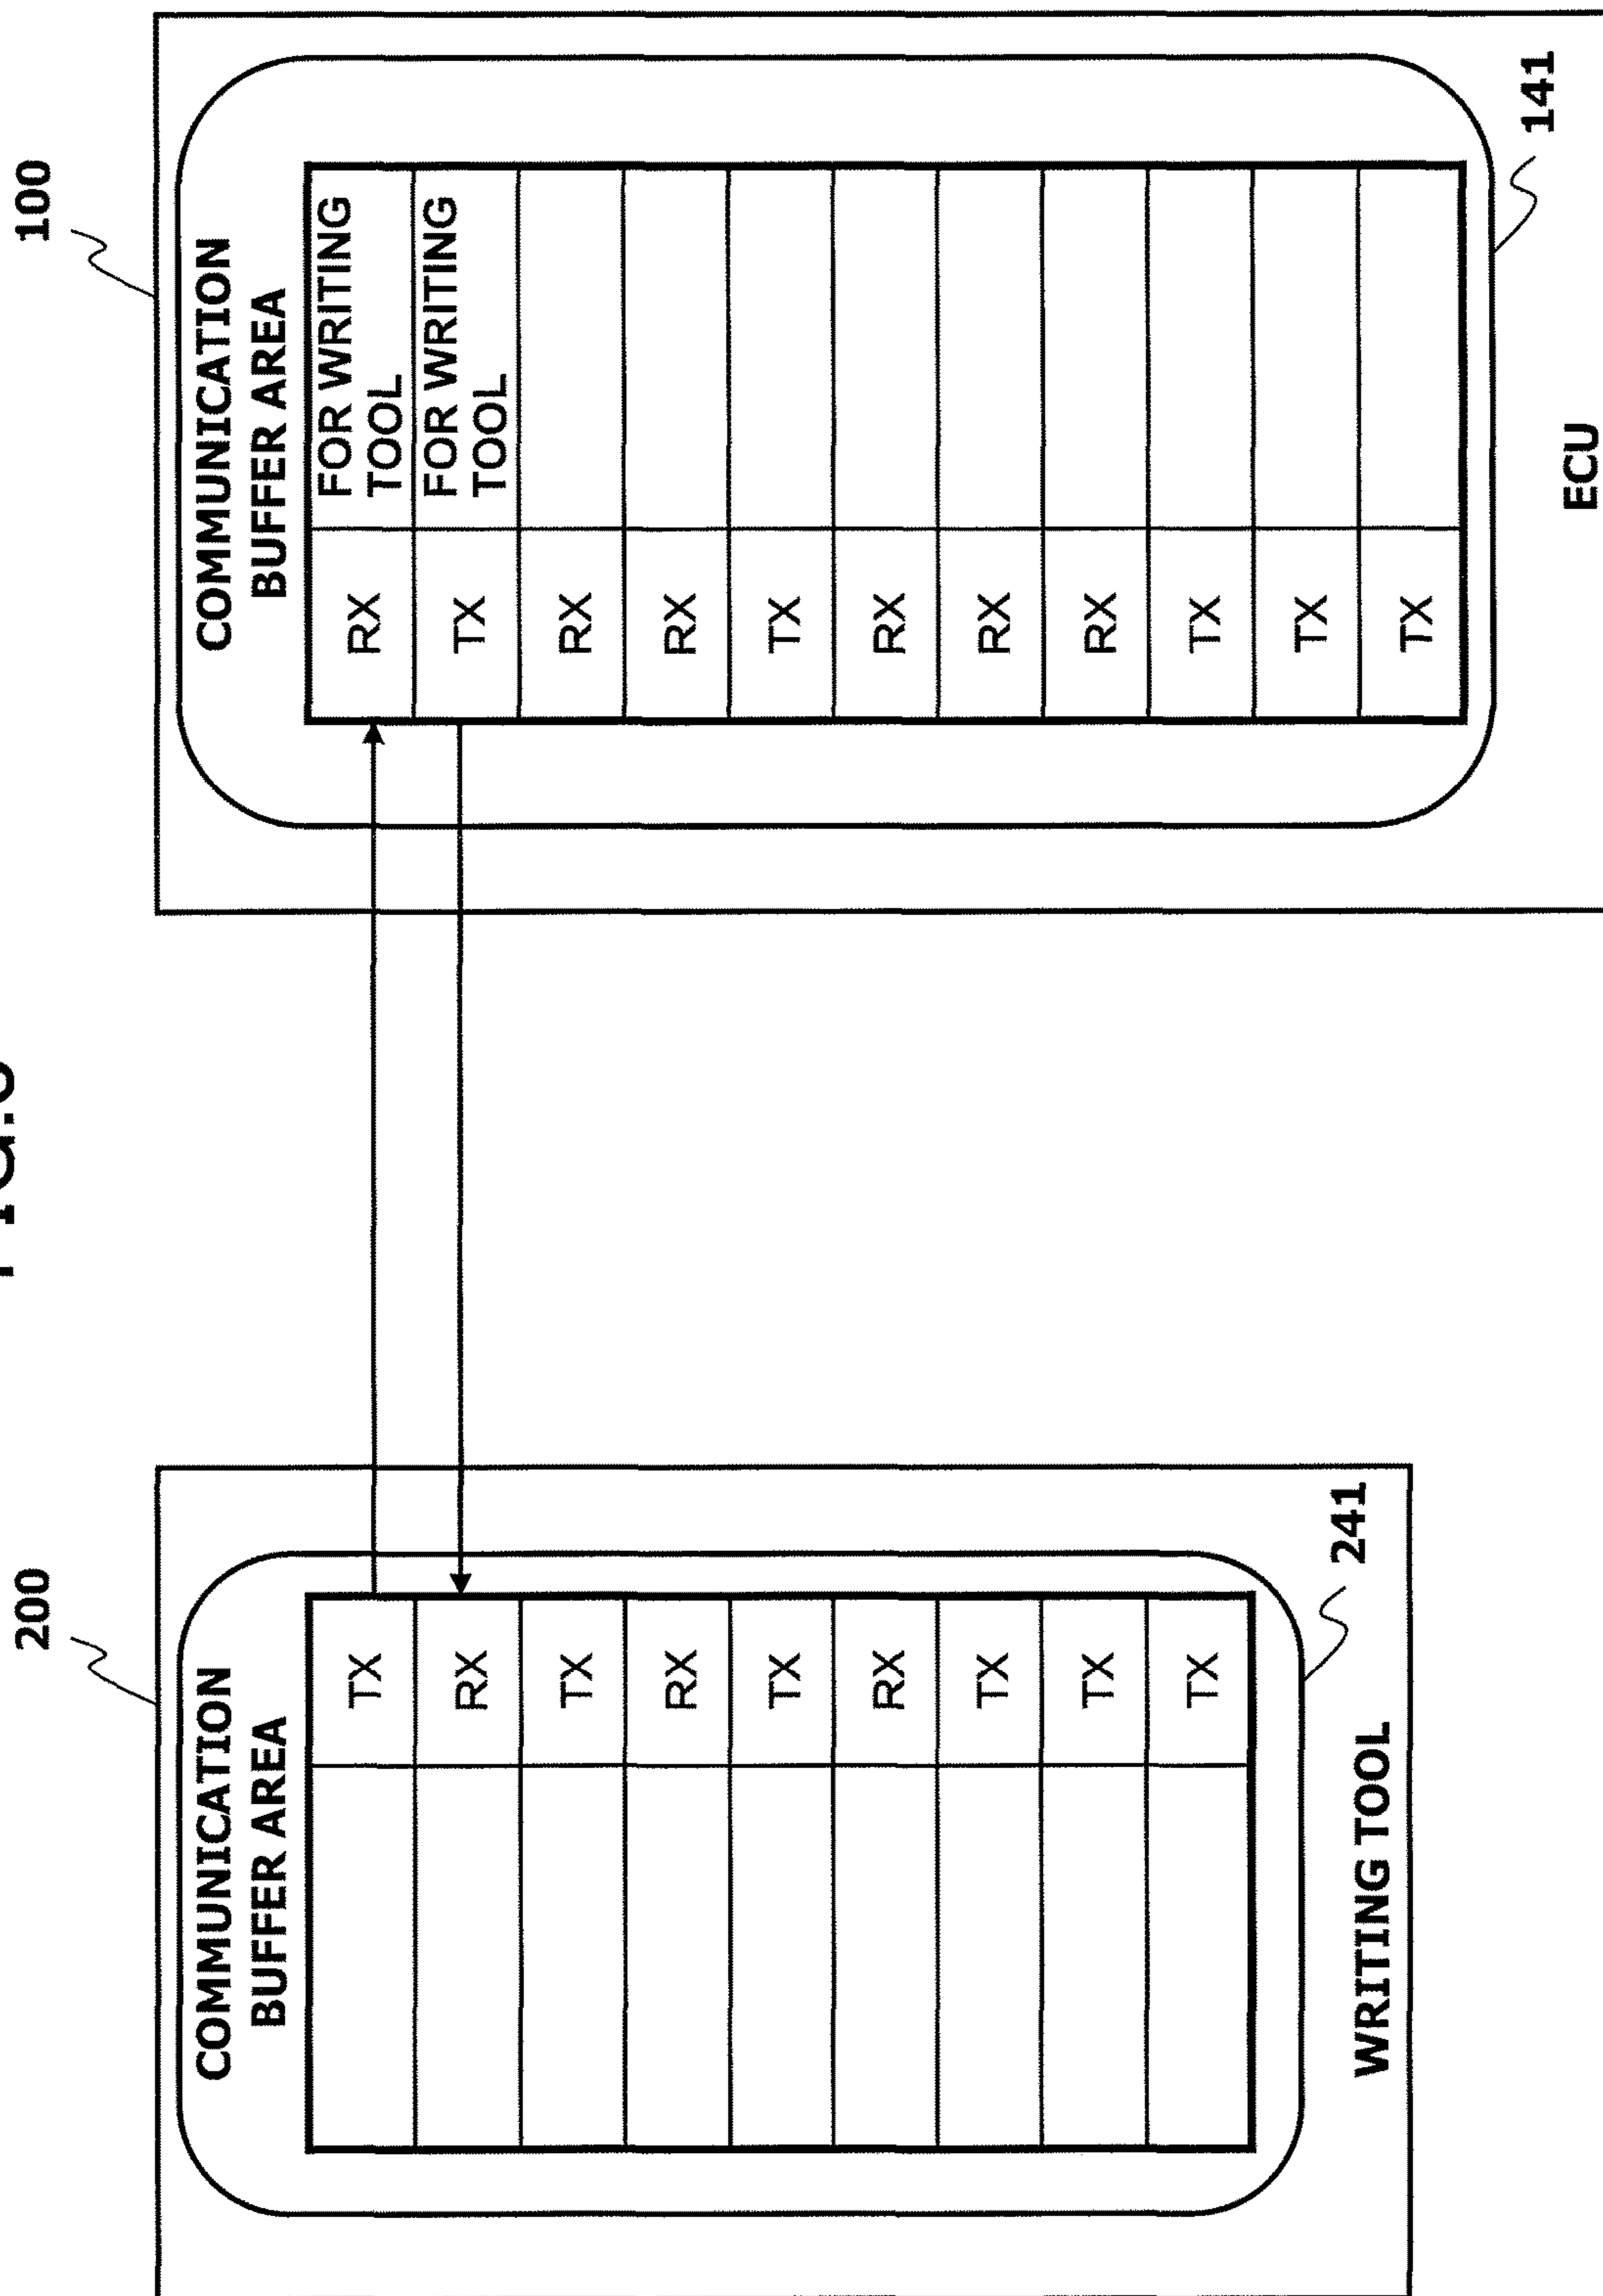 200
COMMUNICATION
BUFFER AREA
TX
RX
TX
RX
TX
RX
TX
TX
TX
241
WRITING TOOL
100
COMMUNICATION
BUFFER AREA
RX
FOR WRITING
TOOL
TX
FOR WRITING
TOOL
RX
RX
TX
RX
RX
RX
TX
TX
TX
141
ECU